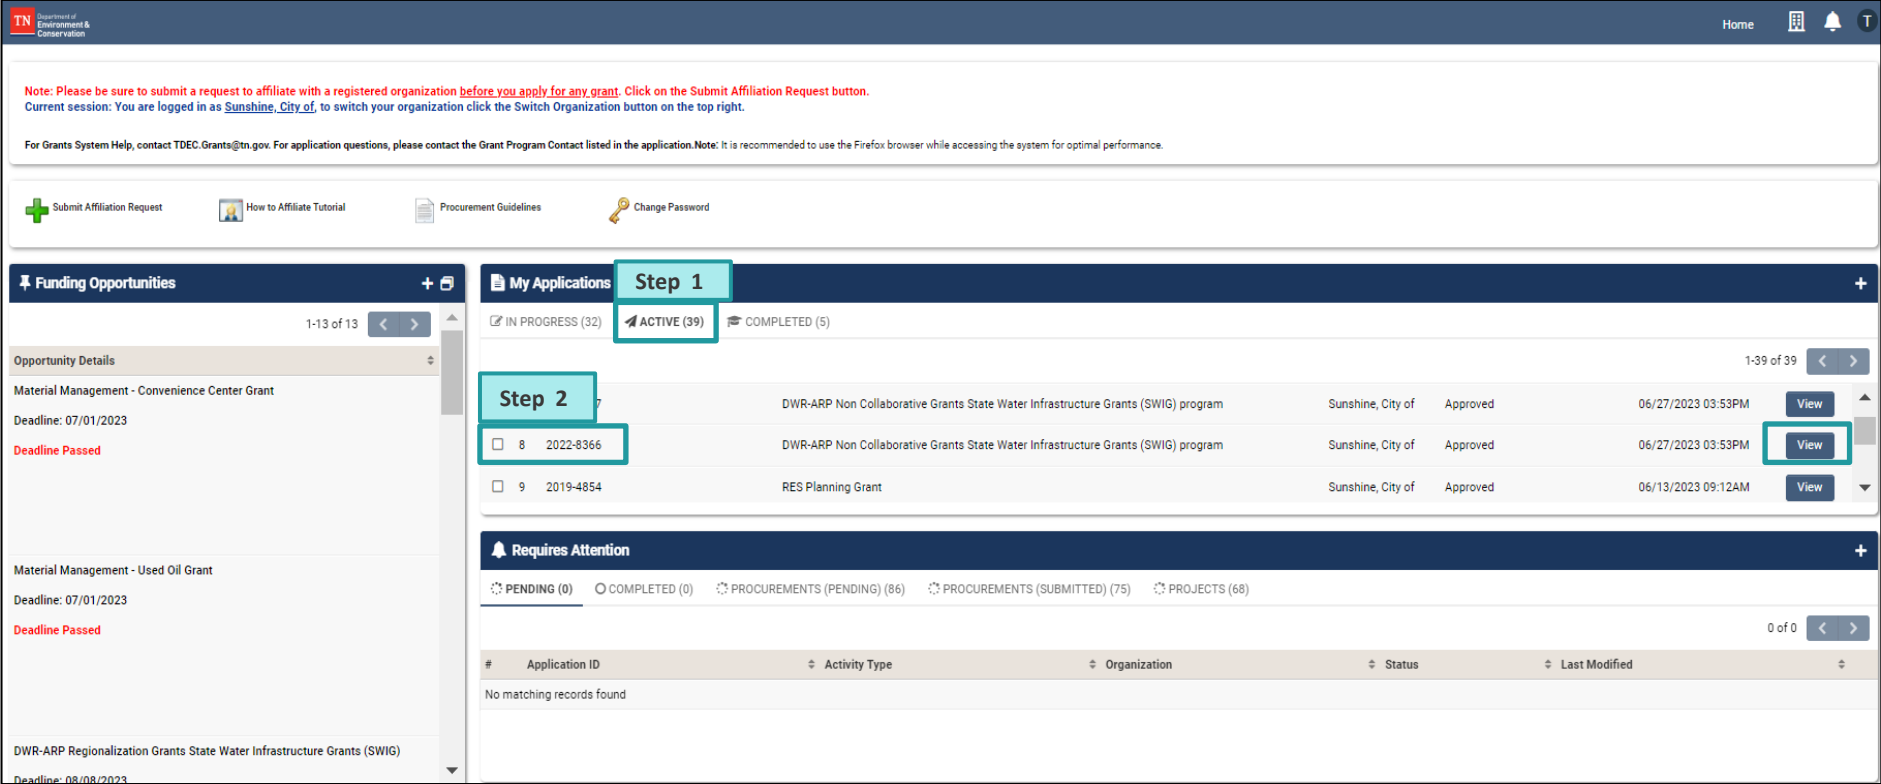 TN Department of
Environment &
Conservation
Home
T
Note: Please be sure to submit a request to affiliate with a registered organization before you apply for any grant. Click on the Submit Affiliation Request button.
Current session: You are logged in as Sunshine, City of, to switch your organization click the Switch Organization button on the top right.
For Grants System Help, contact TDEC.Grants@tn.gov. For application questions, please contact the Grant Program Contact listed in the application.Note: It is recommended to use the Firefox browser while accessing the system for optimal performance.
Submit Affiliation Request
How to Affiliate Tutorial
Procurement Guidelines
Change Password
Funding Opportunities
1-13 of 13
Opportunity Details
Material Management - Convenience Center Grant
Deadline: 07/01/2023
Deadline Passed
Material Management - Used Oil Grant
Deadline: 07/01/2023
Deadline Passed
DWR-ARP Regionalization Grants State Water Infrastructure Grants (SWIG)
Deadline: 08/08/2023
My Applications
Step 1
IN PROGRESS (32) ACTIVE (39) COMPLETED (5)
1-39 of 39
Step 2
7 DWR-ARP Non Collaborative Grants State Water Infrastructure Grants (SWIG) program Sunshine, City of Approved 06/27/2023 03:53PM View
8 2022-8366 DWR-ARP Non Collaborative Grants State Water Infrastructure Grants (SWIG) program Sunshine, City of Approved 06/27/2023 03:53PM View
9 2019-4854 RES Planning Grant Sunshine, City of Approved 06/13/2023 09:12AM View
Requires Attention
PENDING (0) COMPLETED (0) PROCUREMENTS (PENDING) (86) PROCUREMENTS (SUBMITTED) (75) PROJECTS (68)
0 of 0
# Application ID Activity Type Organization Status Last Modified
No matching records found